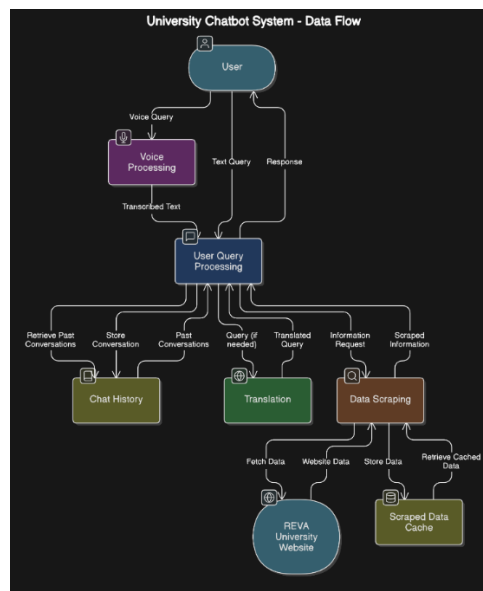 University Chatbot System - Data Flow
User
Voice Query
Voice
Processing
Text Query
Response
Transcribed Text
User Query
Processing
Retrieve Past
Conversations
Store
Conversation
Past
Conversations
Query (if
needed)
Translated
Query
Information
Request
Scraped
Information
Chat History
Translation
Data Scraping
Fetch Data
Website Data
Store Data
Retrieve Cached
Data
REVA
University
Website
Scraped Data
Cache